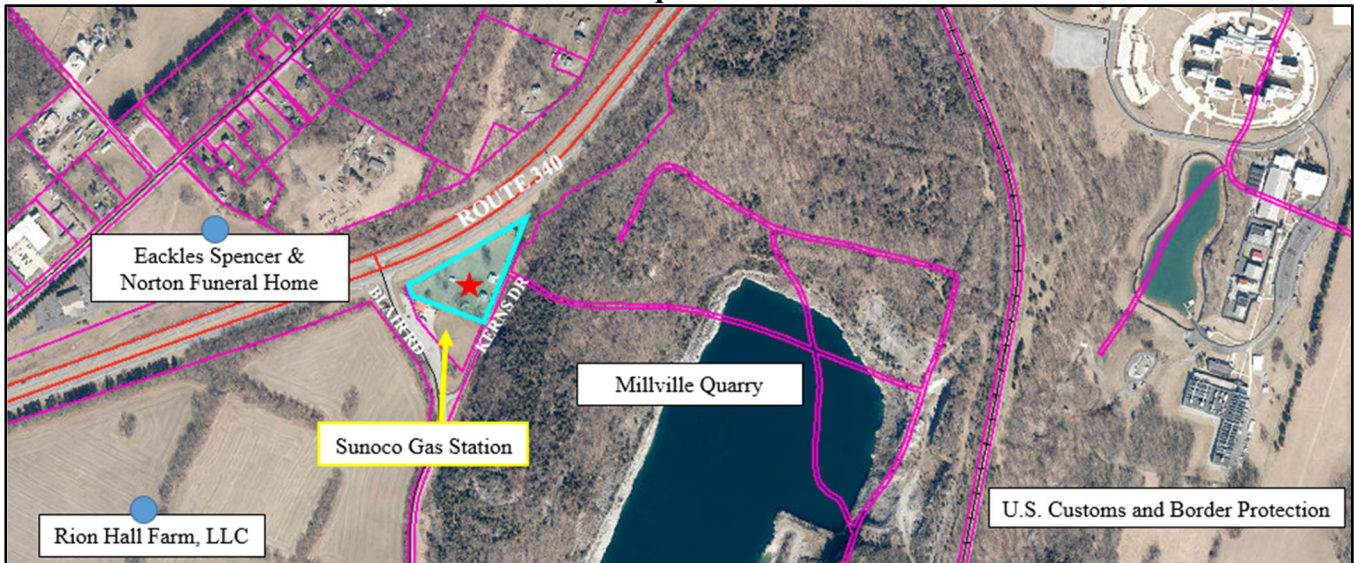 ROUTE 340
Eackles Spencer &
Norton Funeral Home
BLAIR RD
KERNS DR
Millville Quarry
Sunoco Gas Station
U.S. Customs and Border Protection
Rion Hall Farm, LLC